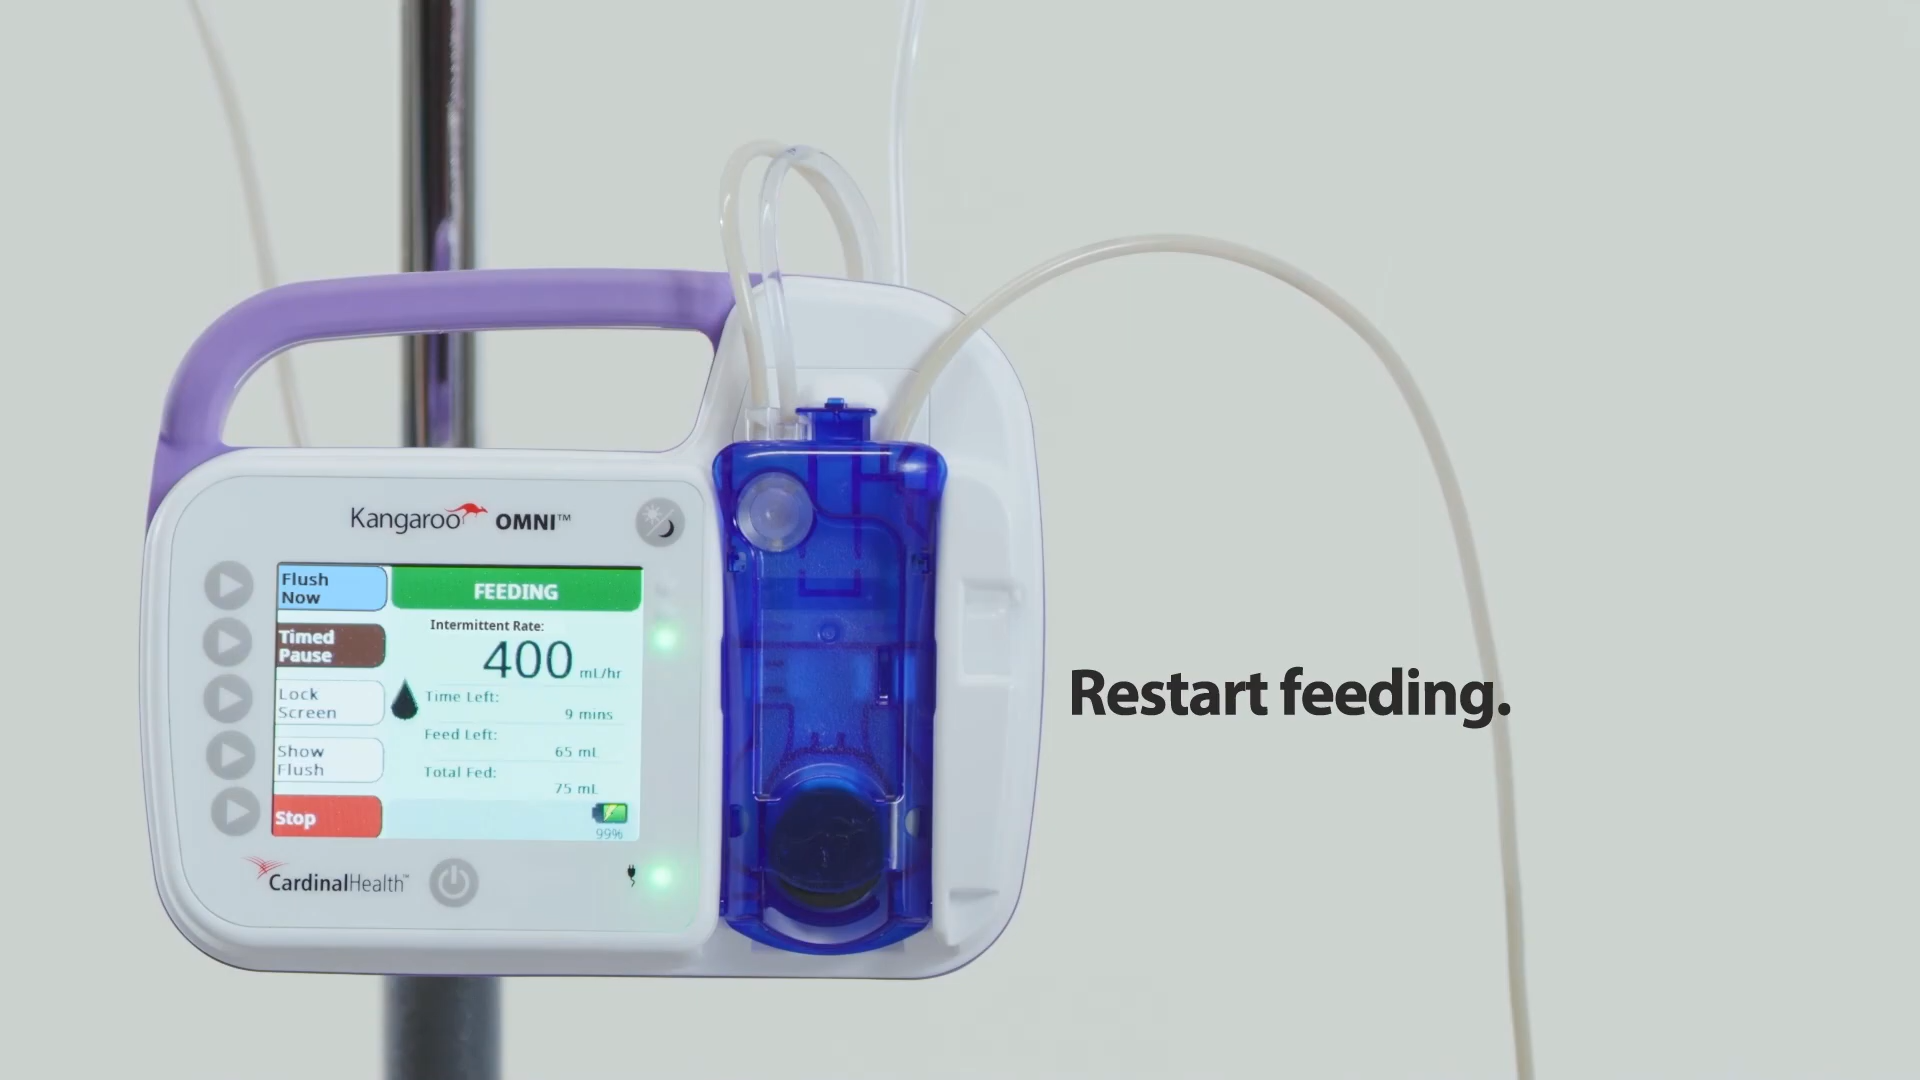 Kangaroo OMNI™
Flush
Now
FEEDING
Timed
Pause
Intermittent Rate:
400 mL/hr
Lock
Screen
Time Left:
9 mins
Show
Flush
Feed Left:
65 mL
Total Fed:
75 mL
Stop
99%
CardinalHealth™
Restart feeding.